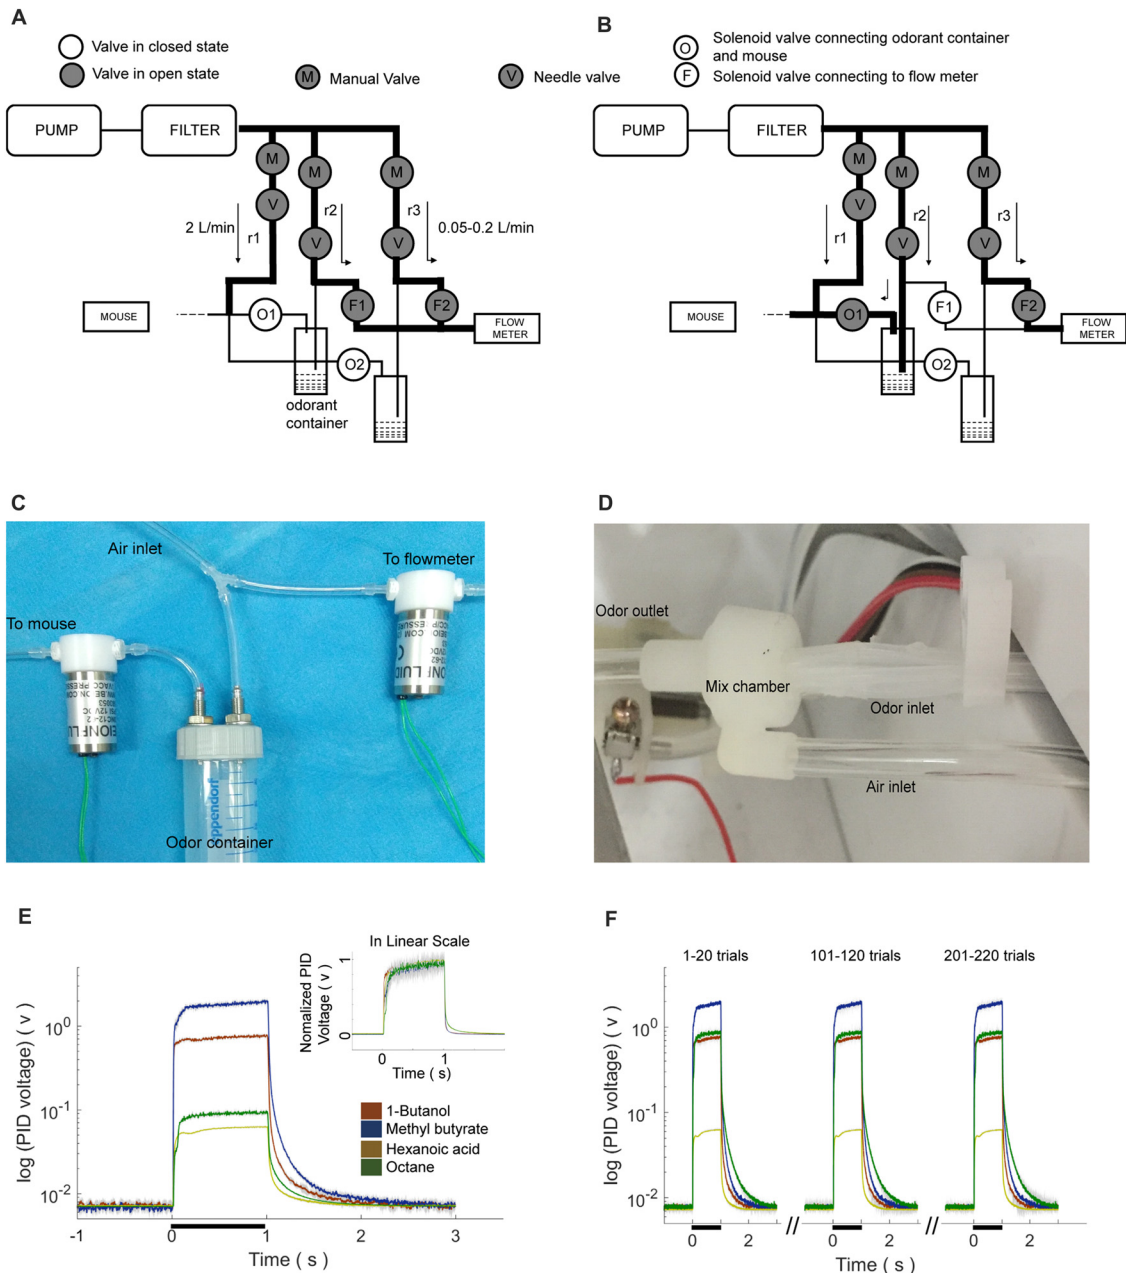 A
Valve in closed state
Valve in open state
M Manual Valve
V Needle valve
B
O Solenoid valve connecting odorant container
and mouse
F Solenoid valve connecting to flow meter
PUMP
FILTER
M
M
M
V
2 L/min
r1
r2
r3
0.05-0.2 L/min
V
V
MOUSE
O1
F1
F2
FLOW
METER
O2
odorant
container
PUMP
FILTER
M
M
M
V
r1
r2
r3
V
V
MOUSE
O1
F1
F2
FLOW
METER
O2
C
Air inlet
To flowmeter
To mouse
Odor container
ppendorf
D
Odor outlet
Mix chamber
Odor inlet
Air inlet
E
In Linear Scale
Nomalized PID
Voltage ( v )
1
0
0
1
Time ( s )
log (PID voltage) ( v )
10^0
10^-1
10^-2
1-Butanol
Methyl butyrate
Hexanoic acid
Octane
-1
0
1
2
3
Time ( s )
F
1-20 trials
101-120 trials
201-220 trials
log (PID voltage) ( v )
10^0
10^-1
10^-2
0 2 // 0 2 // 0 2
Time ( s )